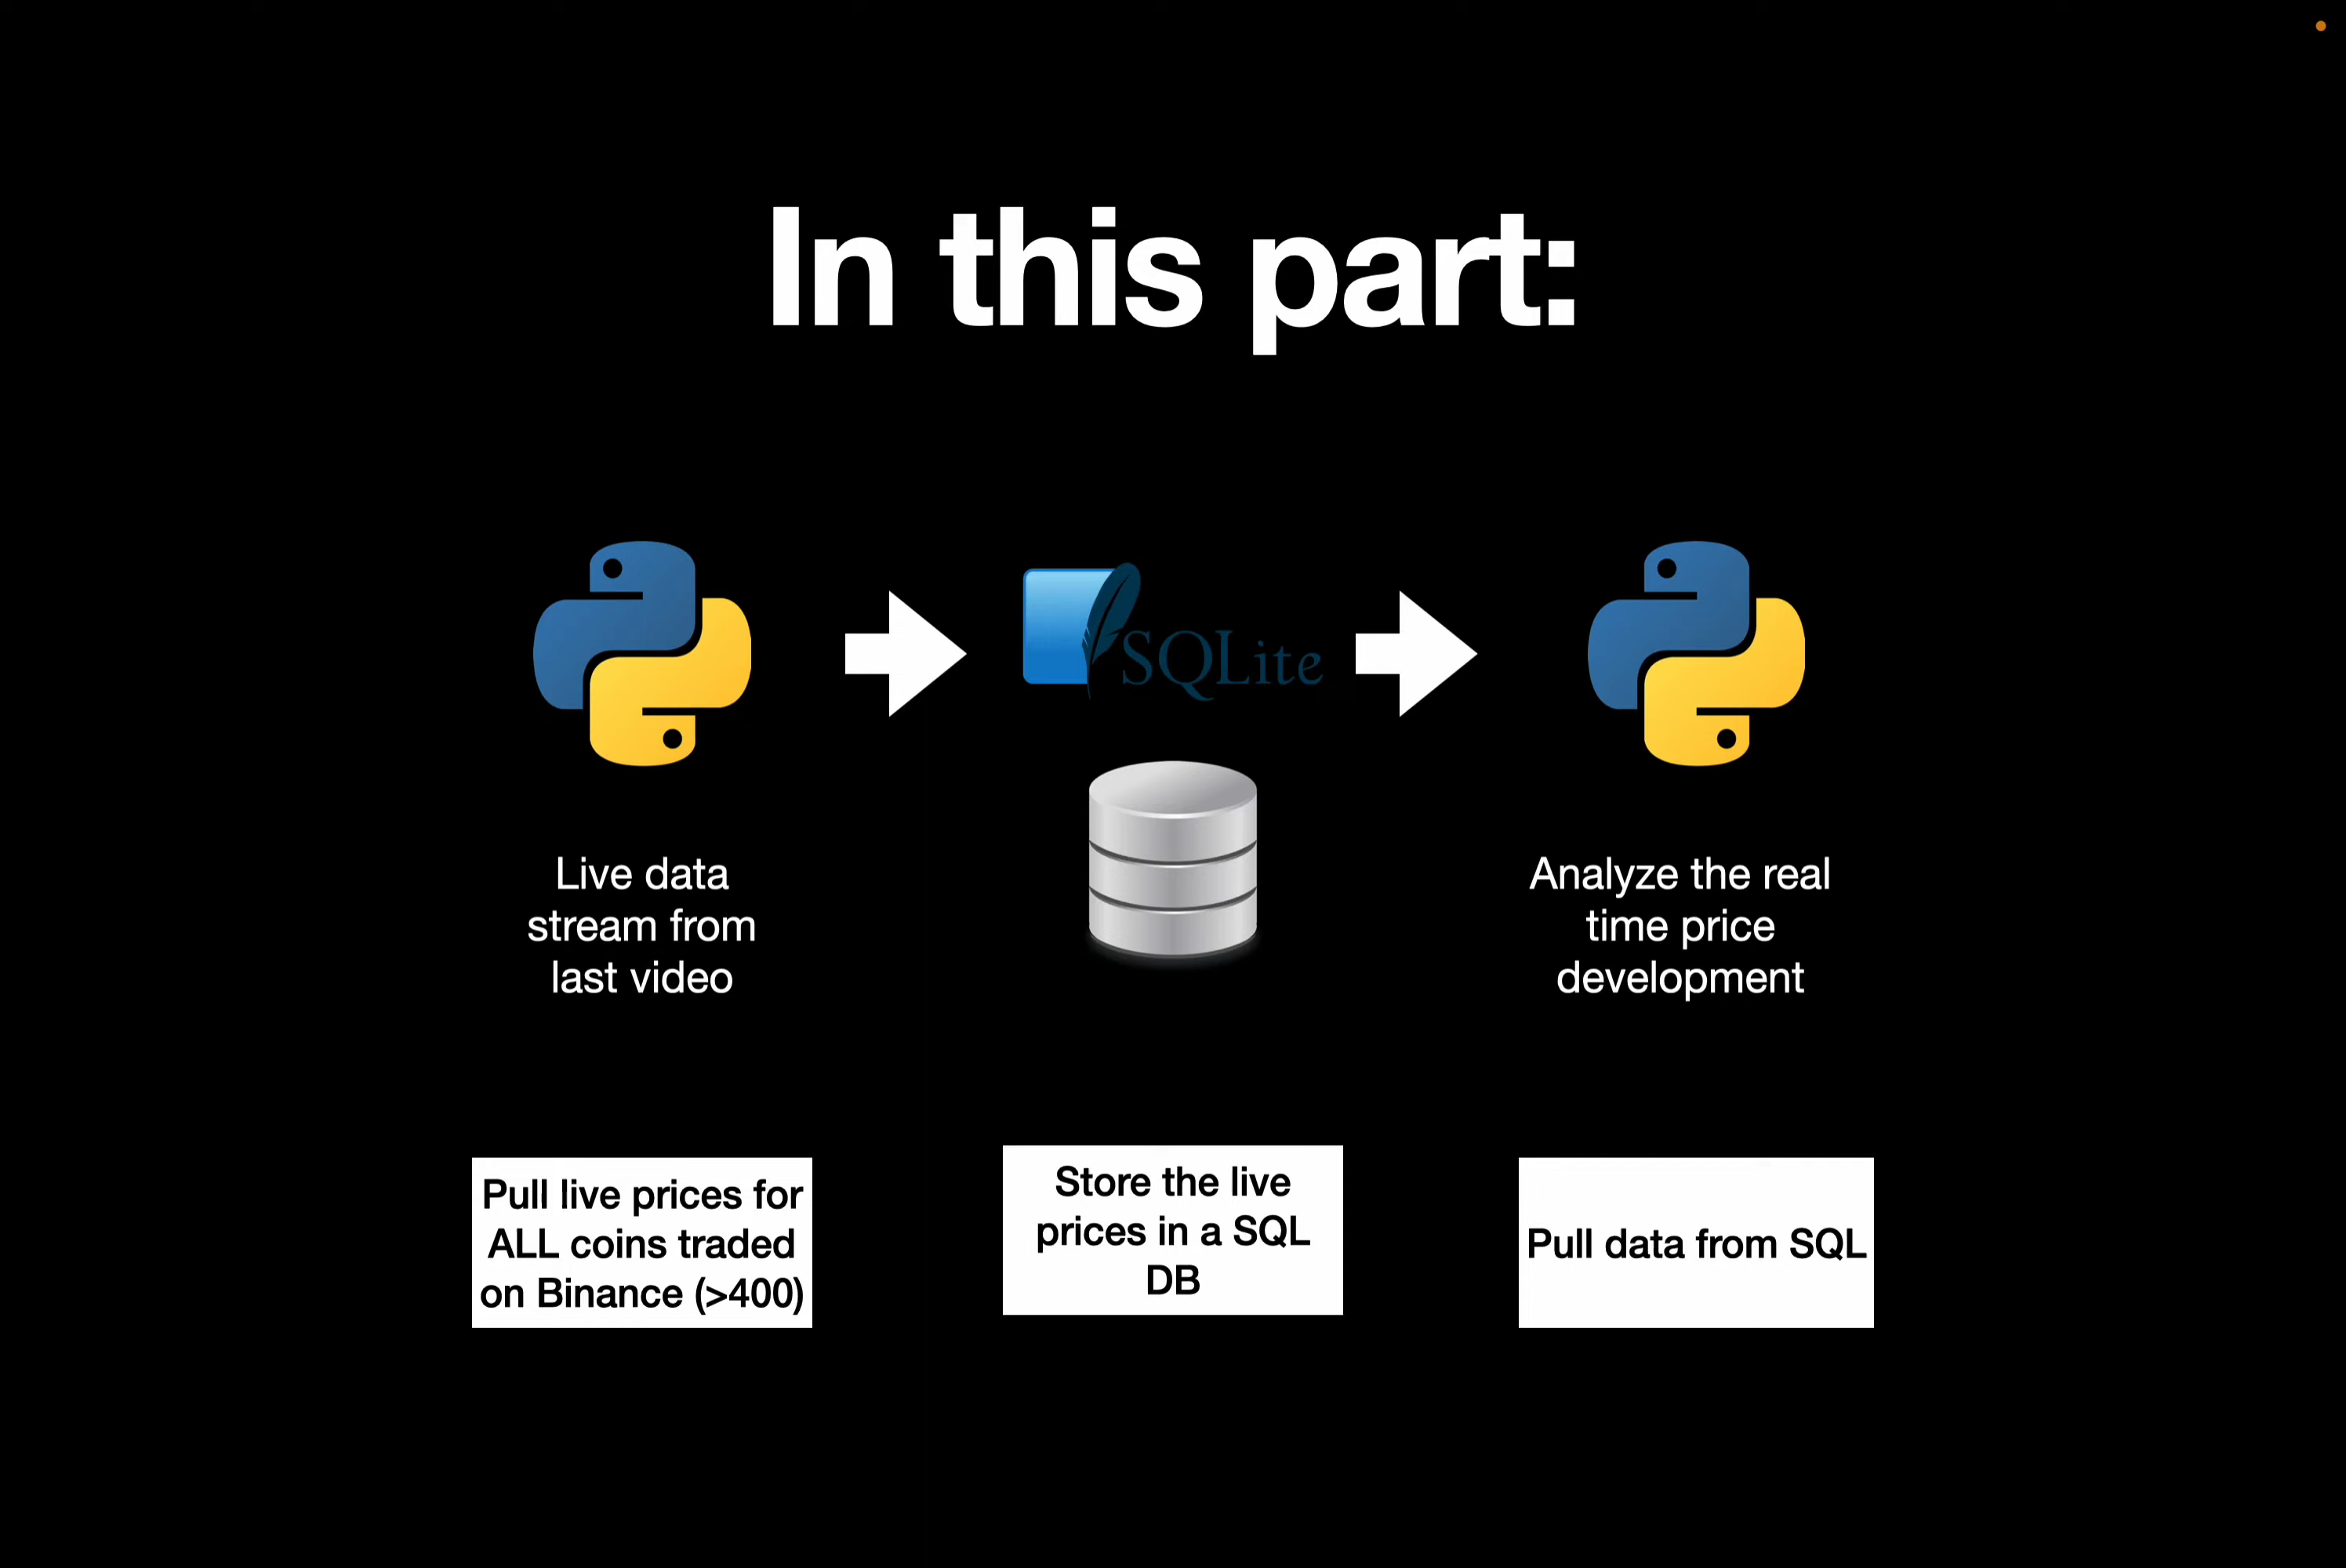 In this part:
SQLite
Live data
stream from
last video
Analyze the real
time price
development
Pull live prices for
ALL coins traded
on Binance (>400)
Store the live
prices in a SQL
DB
Pull data from SQL